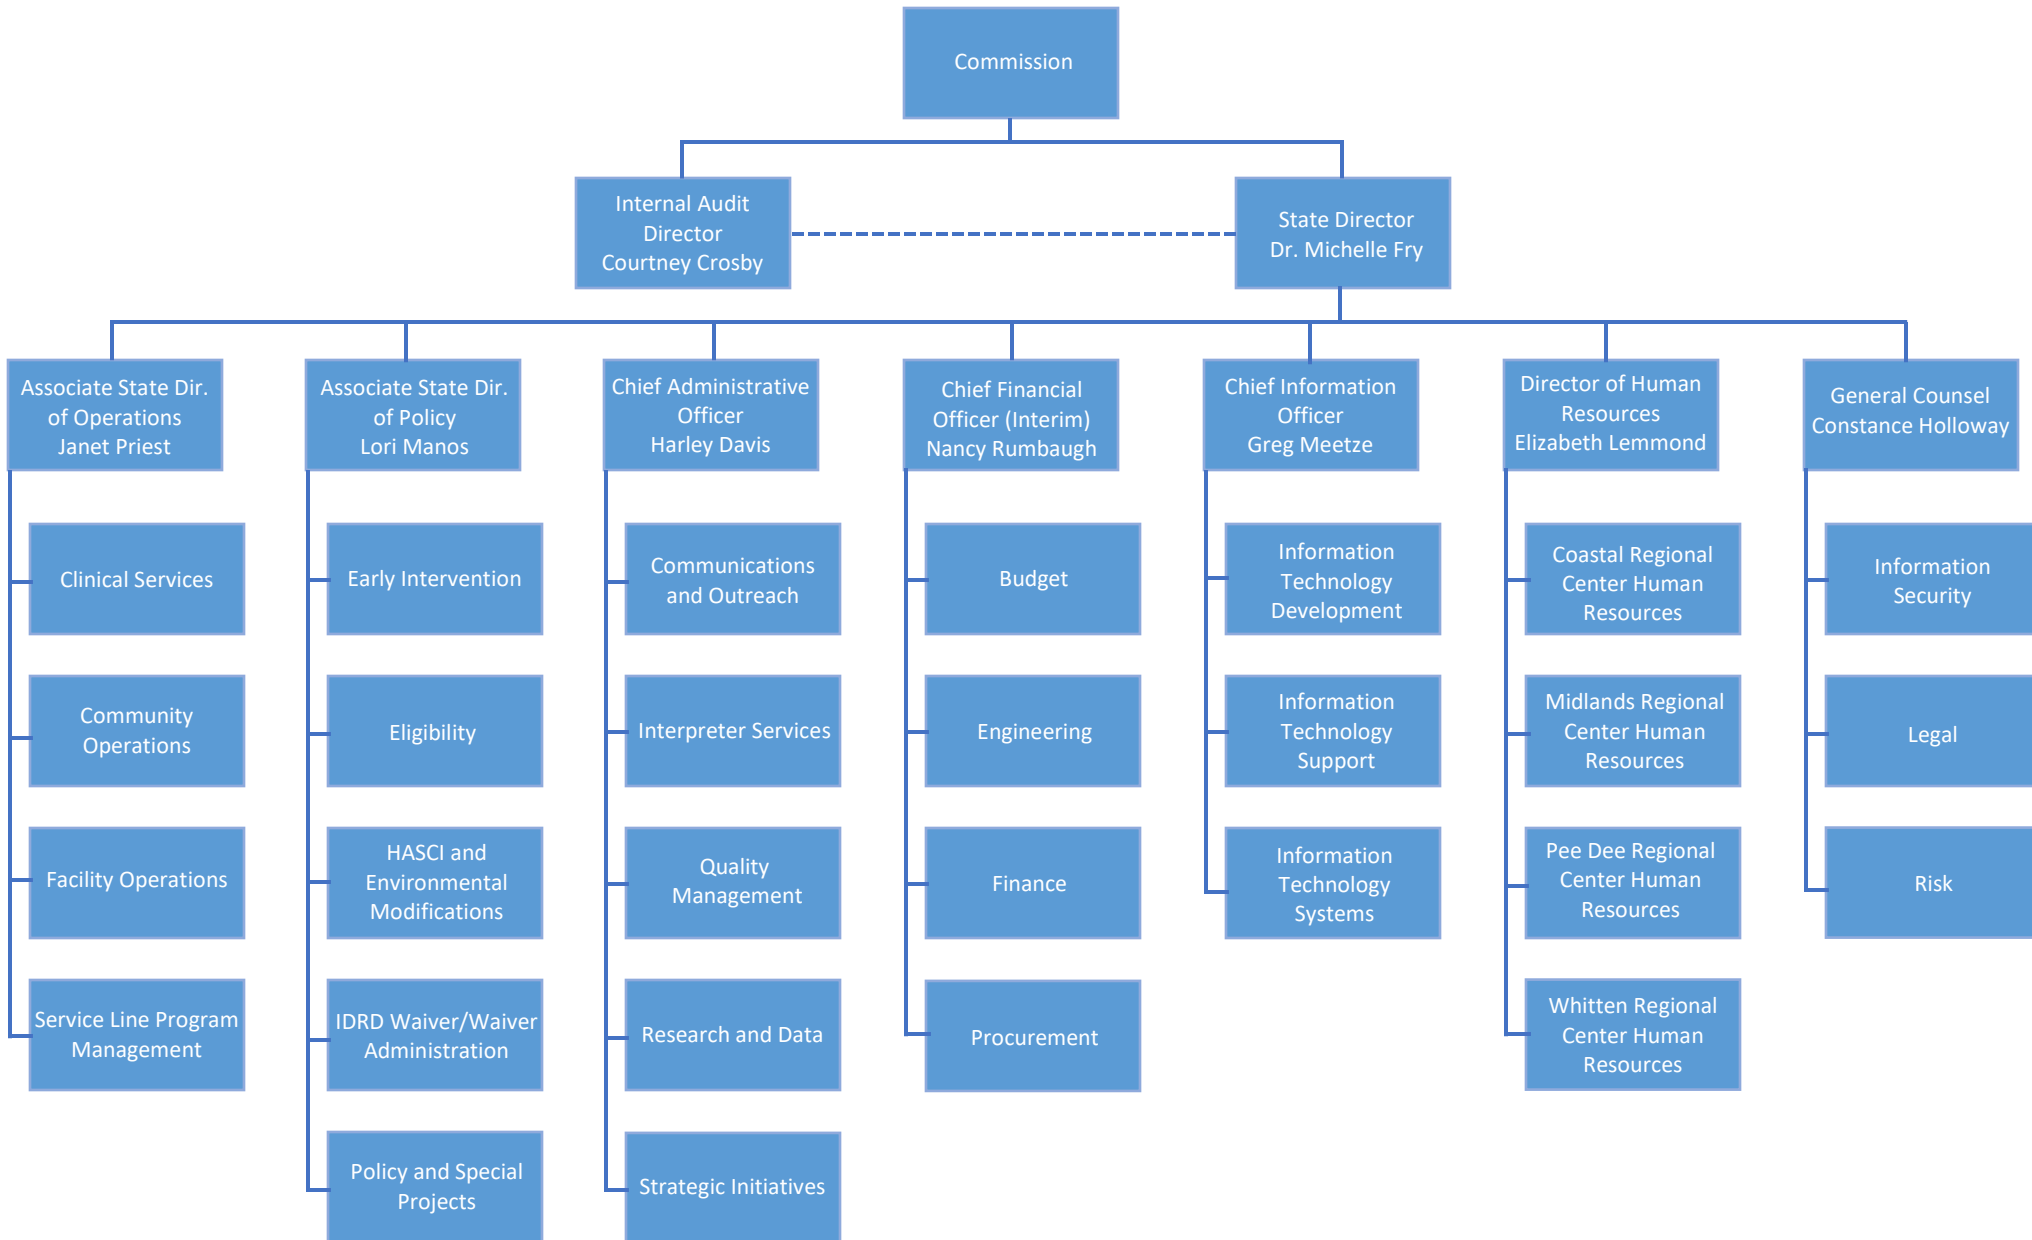 Commission
Internal Audit
Director
Courtney Crosby
State Director
Dr. Michelle Fry
Associate State Dir.
of Operations
Janet Priest
Associate State Dir.
of Policy
Lori Manos
Chief Administrative
Officer
Harley Davis
Chief Financial
Officer (Interim)
Nancy Rumbaugh
Chief Information
Officer
Greg Meetze
Director of Human
Resources
Elizabeth Lemmond
General Counsel
Constance Holloway
Clinical Services
Community
Operations
Facility Operations
Service Line Program
Management
Early Intervention
Eligibility
HASCI and
Environmental
Modifications
IDRD Waiver/Waiver
Administration
Policy and Special
Projects
Communications
and Outreach
Interpreter Services
Quality
Management
Research and Data
Strategic Initiatives
Budget
Engineering
Finance
Procurement
Information
Technology
Development
Information
Technology
Support
Information
Technology
Systems
Coastal Regional
Center Human
Resources
Midlands Regional
Center Human
Resources
Pee Dee Regional
Center Human
Resources
Whitten Regional
Center Human
Resources
Information
Security
Legal
Risk